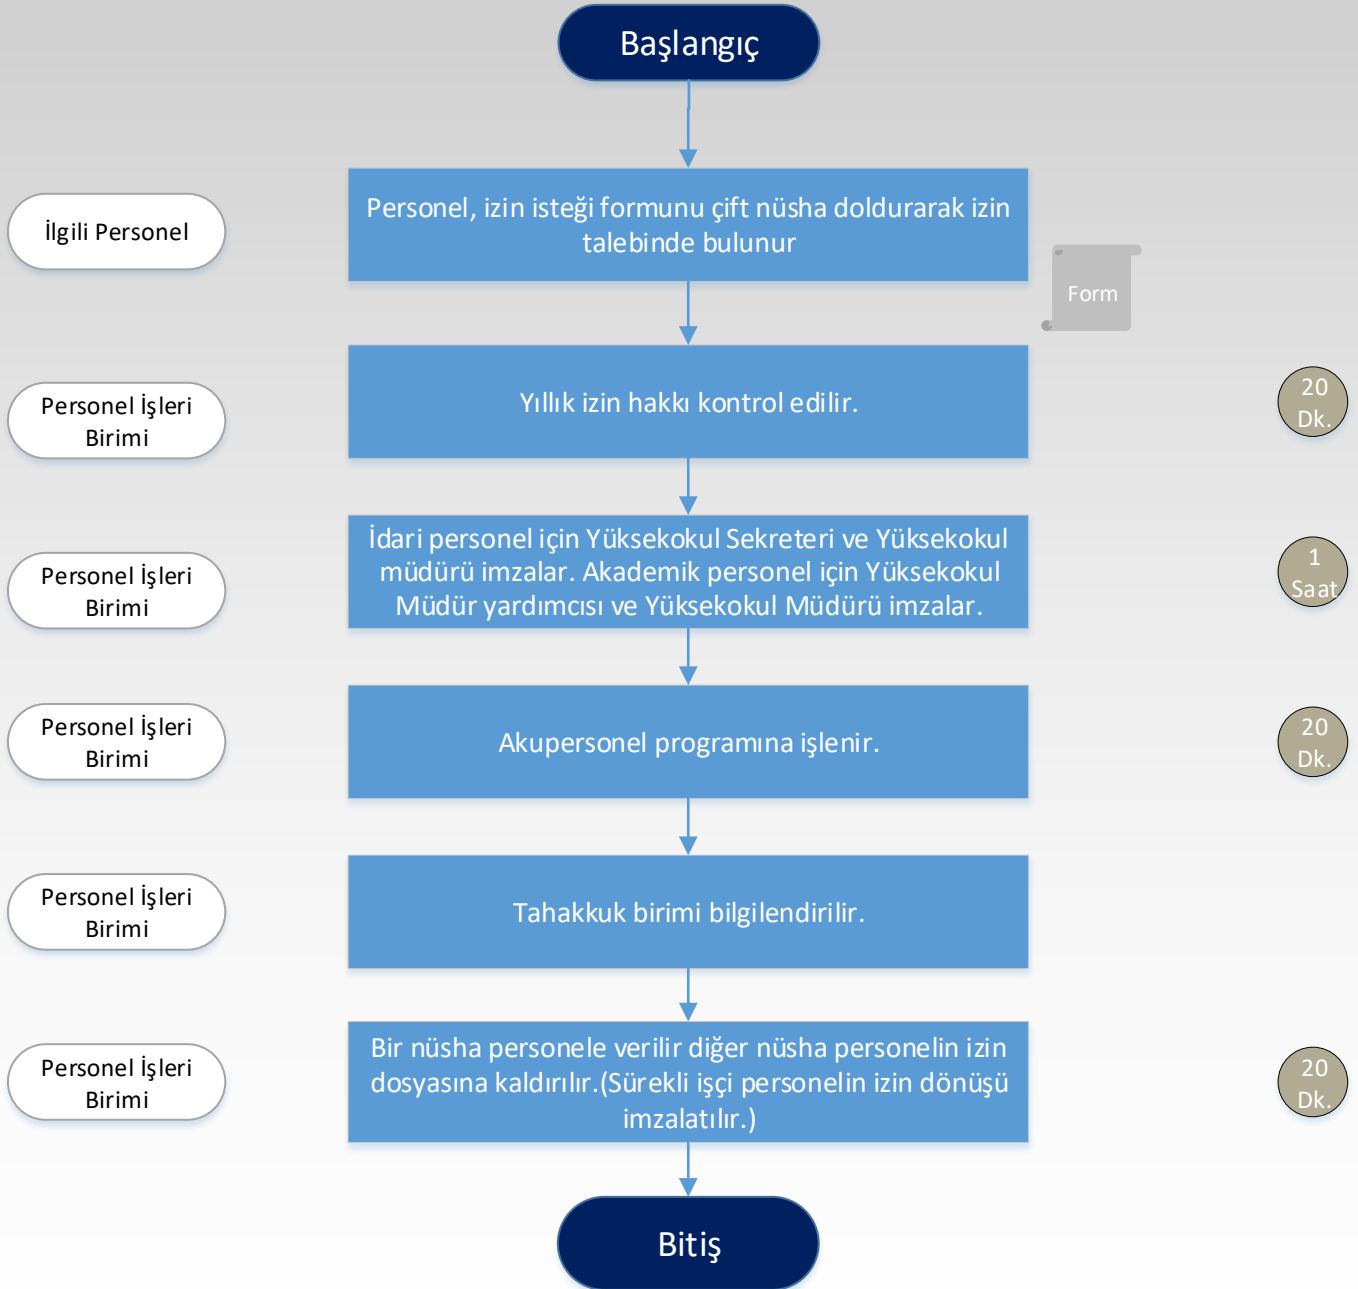 Başlangıç
İlgili Personel
Personel, izin isteği formunu çift nüsha doldurarak izin
talebinde bulunur
Form
Personel İşleri
Birimi
Yıllık izin hakkı kontrol edilir.
20
Dk.
Personel İşleri
Birimi
İdari personel için Yüksekokul Sekreteri ve Yüksekokul
müdürü imzalar. Akademik personel için Yüksekokul
Müdür yardımcısı ve Yüksekokul Müdürü imzalar.
1
Saat
Personel İşleri
Birimi
Akupersonel programına işlenir.
20
Dk.
Personel İşleri
Birimi
Tahakkuk birimi bilgilendirilir.
Personel İşleri
Birimi
Bir nüsha personele verilir diğer nüsha personelin izin
dosyasına kaldırılır.(Sürekli işçi personelin izin dönüşü
imzalatılır.)
20
Dk.
Bitiş